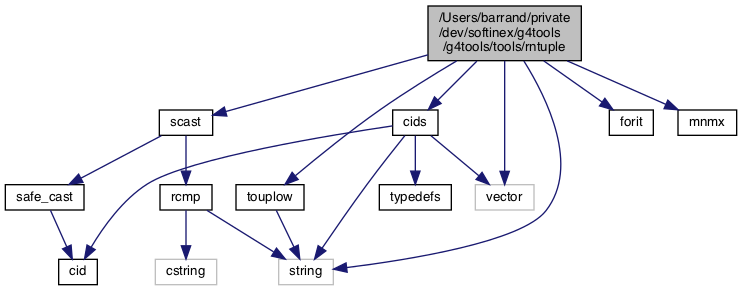 /Users/barrand/private
/dev/softinex/g4tools
/g4tools/tools/rntuple
scast
cids
forit
mnmx
safe_cast
rcmp
touplow
typedefs
vector
cid
cstring
string